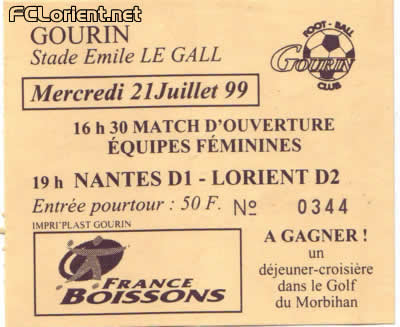 FCLorient.net
GOURIN
Stade Emile LE GALL
FOOT-BALL
GOURIN
CLUB
Mercredi 21 Juillet 99
16 h 30 MATCH D'OUVERTURE
ÉQUIPES FÉMININES
19 h NANTES D1 - LORIENT D2
Entrée pourtour : 50 F. № 0344
IMPRI'PLAST GOURIN
FRANCE
BOISSONS
A GAGNER !
un
déjeuner-croisière
dans le Golf
du Morbihan